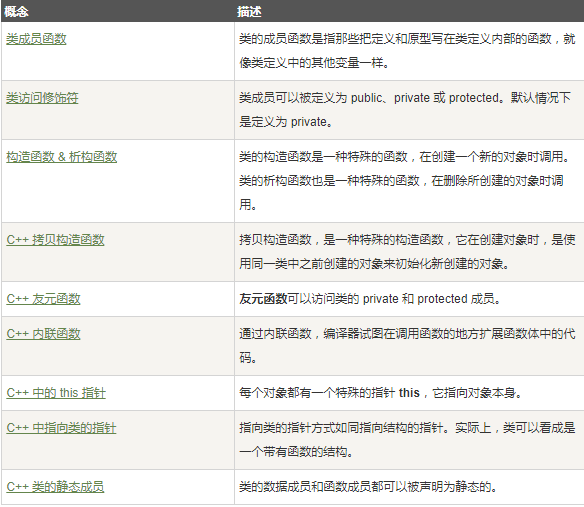 概念 描述
类成员函数 类的成员函数是指那些把定义和原型写在类定义内部的函数，就
像类定义中的其他变量一样。
类访问修饰符 类成员可以被定义为 public、private 或 protected。默认情况下
是定义为 private。
构造函数 & 析构函数 类的构造函数是一种特殊的函数，在创建一个新的对象时调用。
类的析构函数也是一种特殊的函数，在删除所创建的对象时调
用。
C++ 拷贝构造函数 拷贝构造函数，是一种特殊的构造函数，它在创建对象时，是使
用同一类中之前创建的对象来初始化新创建的对象。
C++ 友元函数 友元函数可以访问类的 private 和 protected 成员。
C++ 内联函数 通过内联函数，编译器试图在调用函数的地方扩展函数体中的代
码。
C++ 中的 this 指针 每个对象都有一个特殊的指针 this，它指向对象本身。
C++ 中指向类的指针 指向类的指针方式如同指向结构的指针。实际上，类可以看成是
一个带有函数的结构。
C++ 类的静态成员 类的数据成员和函数成员都可以被声明为静态的。